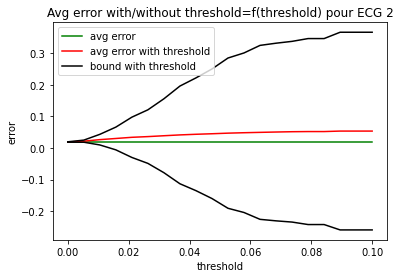 Avg error with/without threshold=f(threshold) pour ECG 2
avg error
avg error with threshold
bound with threshold
error
0.3
0.2
0.1
0.0
−0.1
−0.2
0.00
0.02
0.04
0.06
0.08
0.10
threshold